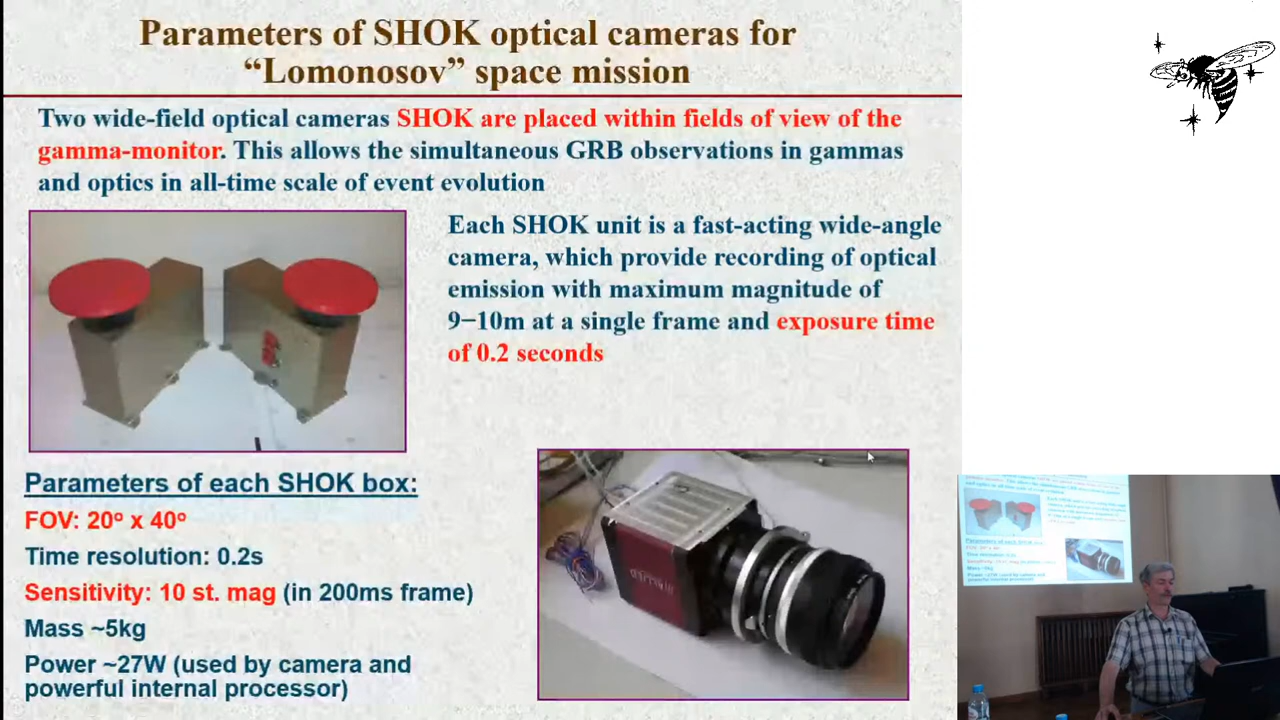 Parameters of SHOK optical cameras for
“Lomonosov” space mission
Two wide-field optical cameras SHOK are placed within fields of view of the
gamma-monitor. This allows the simultaneous GRB observations in gammas
and optics in all-time scale of event evolution
Each SHOK unit is a fast-acting wide-angle
camera, which provide recording of optical
emission with maximum magnitude of
9−10m at a single frame and exposure time
of 0.2 seconds
Parameters of each SHOK box:
FOV: 20º x 40º
Time resolution: 0.2s
Sensitivity: 10 st. mag (in 200ms frame)
Mass ~5kg
Power ~27W (used by camera and
powerful internal processor)